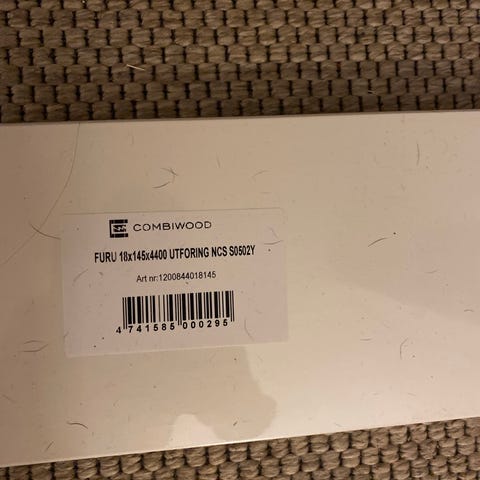 COMBIWOOD
FURU 18x145x4400 UTFORING NCS S0502Y
Art nr:1200844018145
4 741585 000295